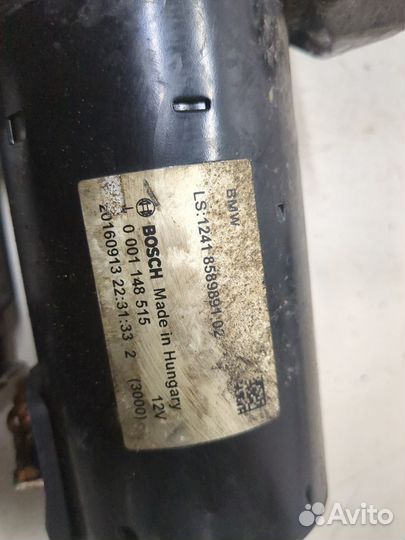 BMW
LS:1241 8589891.02
BOSCH Made in Hungary
0 001 148 515 12V
20160913 22:31:33 2 (3000)
Avito